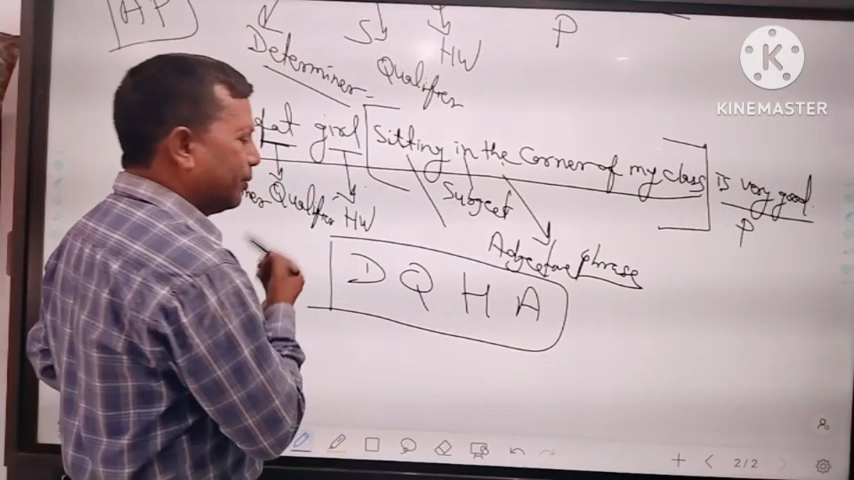 AP
S
HW
P
Determiner
Qualifier
KINEMASTER
fat girl [Sitting in the Corner of my class] is very good.
Qualifier
HW
Subject
P
Adjective phrase
D Q H A
2/2